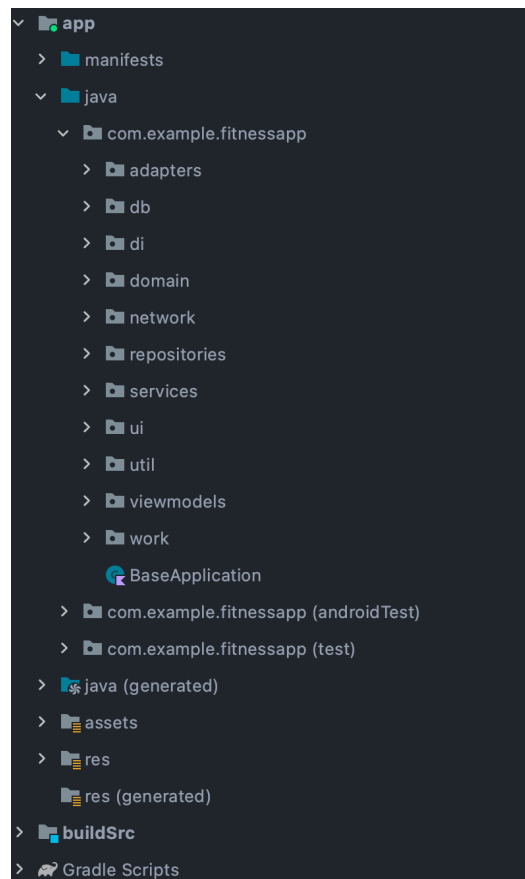 app
manifests
java
com.example.fitnessapp
adapters
db
di
domain
network
repositories
services
ui
util
viewmodels
work
BaseApplication
com.example.fitnessapp (androidTest)
com.example.fitnessapp (test)
java (generated)
assets
res
res (generated)
buildSrc
Gradle Scripts